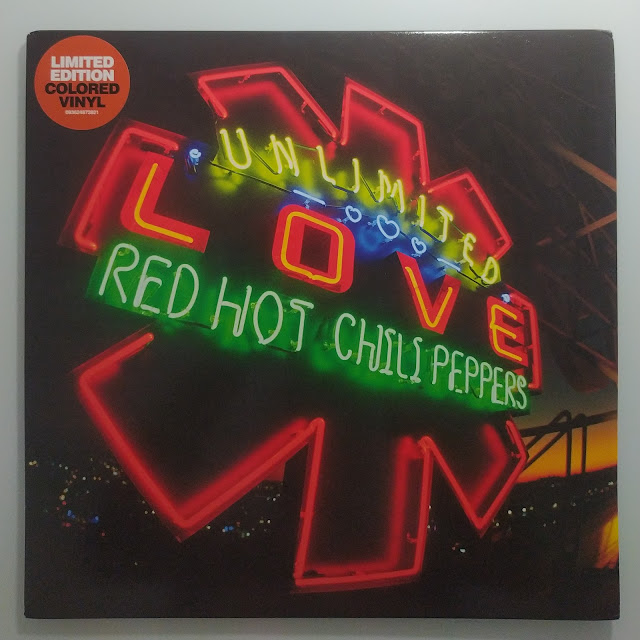 LIMITED
EDITION
COLORED
VINYL
UNLIMITED
LOVE
RED HOT CHILI PEPPERS